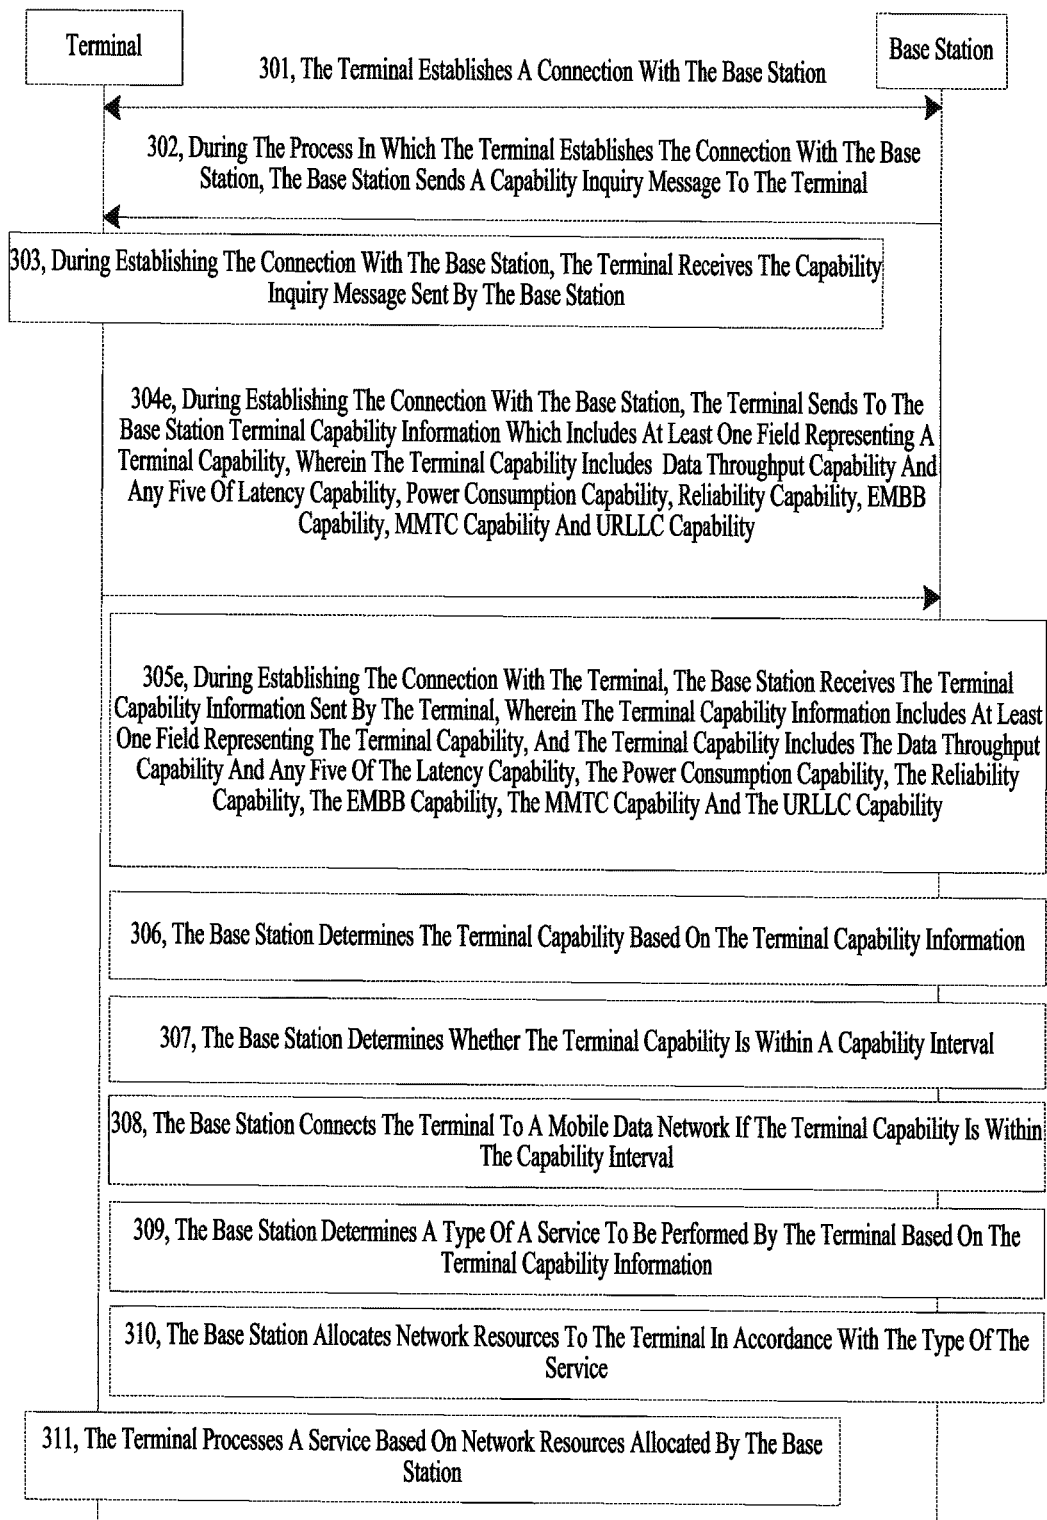 Terminal
Base Station
301, The Terminal Establishes A Connection With The Base Station
302, During The Process In Which The Terminal Establishes The Connection With The Base
Station, The Base Station Sends A Capability Inquiry Message To The Terminal
303, During Establishing The Connection With The Base Station, The Terminal Receives The Capability
Inquiry Message Sent By The Base Station
304e, During Establishing The Connection With The Base Station, The Terminal Sends To The
Base Station Terminal Capability Information Which Includes At Least One Field Representing A
Terminal Capability, Wherein The Terminal Capability Includes Data Throughput Capability And
Any Five Of Latency Capability, Power Consumption Capability, Reliability Capability, EMBB
Capability, MMTC Capability And URLLC Capability
305e, During Establishing The Connection With The Terminal, The Base Station Receives The Terminal
Capability Information Sent By The Terminal, Wherein The Terminal Capability Information Includes At Least
One Field Representing The Terminal Capability, And The Terminal Capability Includes The Data Throughput
Capability And Any Five Of The Latency Capability, The Power Consumption Capability, The Reliability
Capability, The EMBB Capability, The MMTC Capability And The URLLC Capability
306, The Base Station Determines The Terminal Capability Based On The Terminal Capability Information
307, The Base Station Determines Whether The Terminal Capability Is Within A Capability Interval
308, The Base Station Connects The Terminal To A Mobile Data Network If The Terminal Capability Is Within
The Capability Interval
309, The Base Station Determines A Type Of A Service To Be Performed By The Terminal Based On The
Terminal Capability Information
310, The Base Station Allocates Network Resources To The Terminal In Accordance With The Type Of The
Service
311, The Terminal Processes A Service Based On Network Resources Allocated By The Base
Station